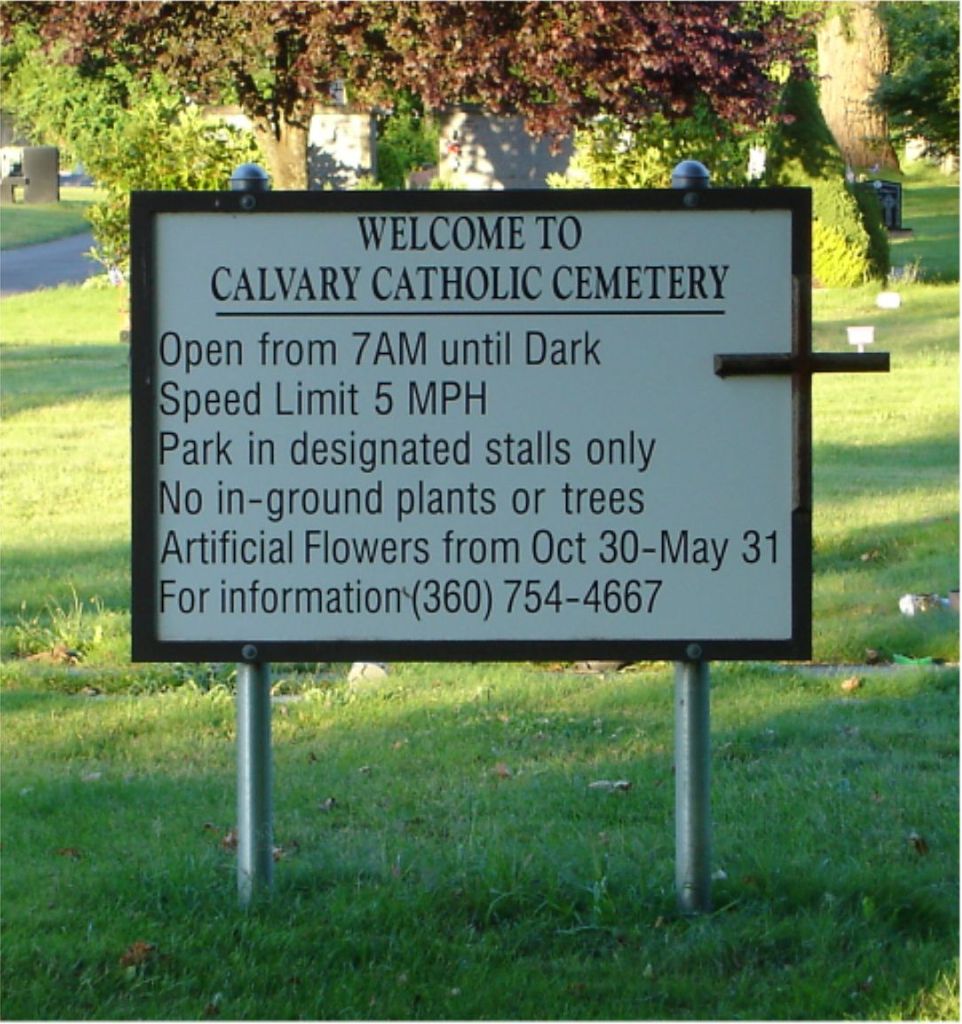 WELCOME TO
CALVARY CATHOLIC CEMETERY
Open from 7AM until Dark
Speed Limit 5 MPH
Park in designated stalls only
No in-ground plants or trees
Artificial Flowers from Oct 30-May 31
For information (360) 754-4667